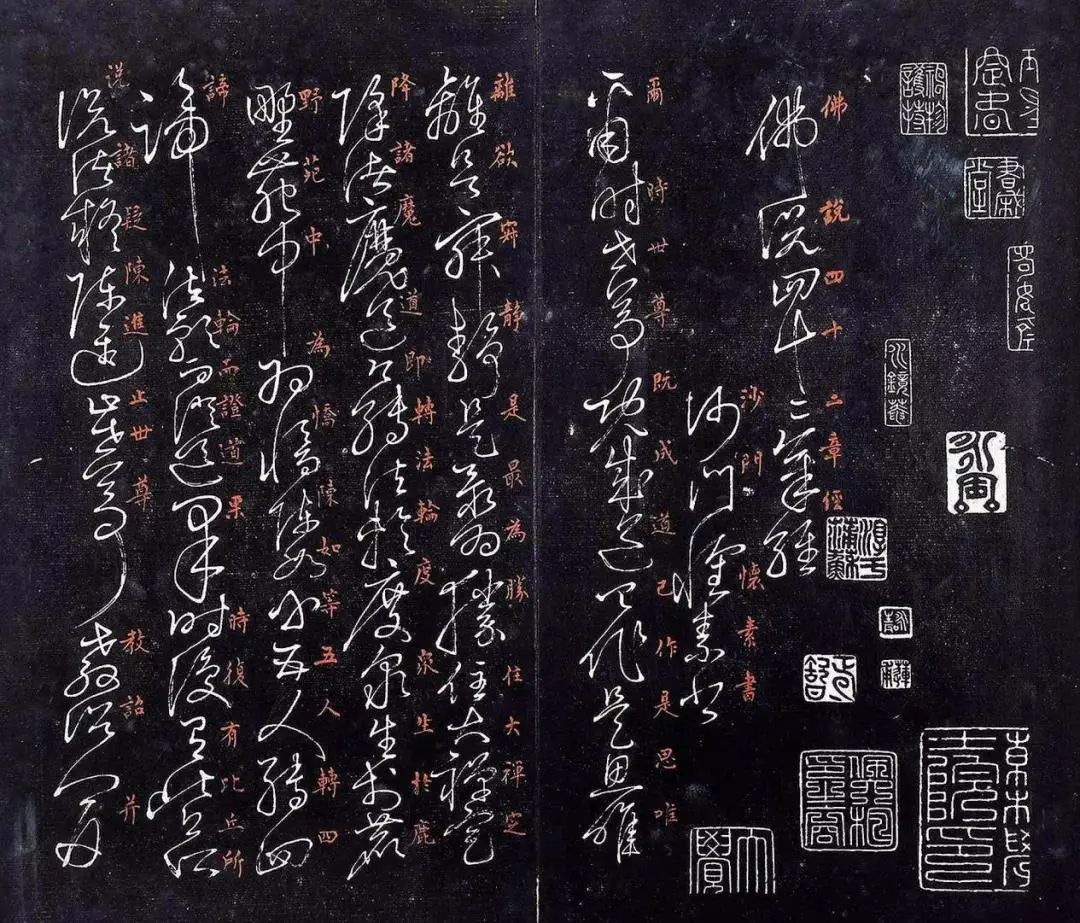 佛說四十二章經
沙門懷素書
爾時世尊既成道已作是思唯
離欲寂靜是最為勝住大禪定
降諸魔道即轉法輪度衆生於鹿
野苑中為憍陳如等五人轉四
諦法輪而證道果時復有比丘所
說諸疑陳進止世尊教詔并